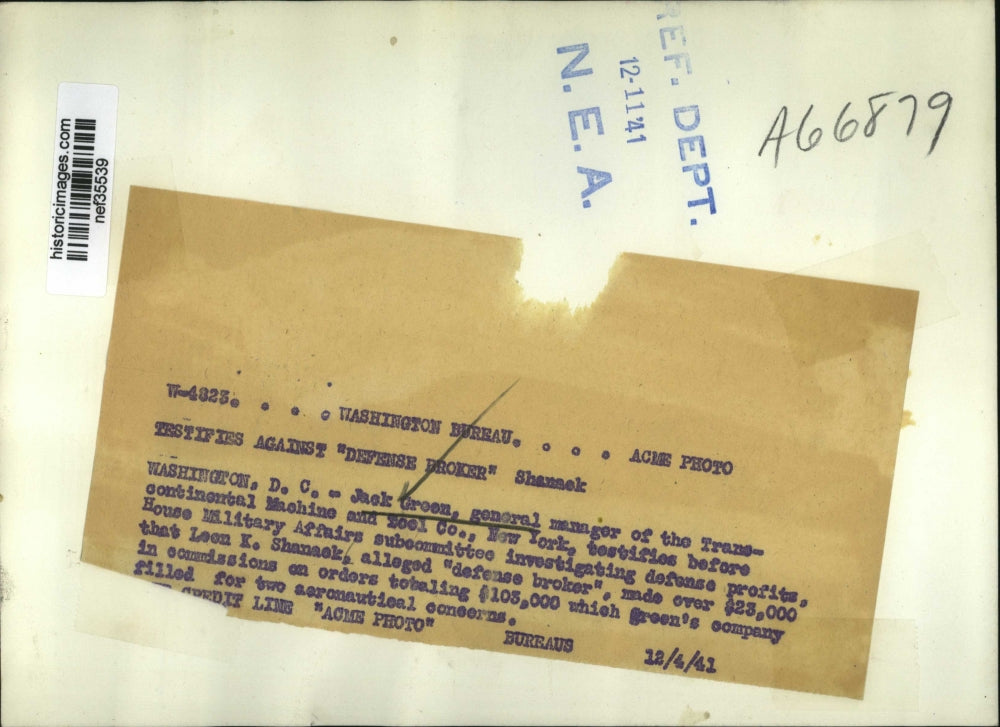 historicimages.com
nef35539
REF. DEPT.
12-11'41
N.E.A.
A66879
W-4823. . . . . WASHINGTON BUREAU. . . . . ACME PHOTO
TESTIFIES AGAINST "DEFENSE BROKER" Shanack
WASHINGTON, D. C. - Jack Green, general manager of the Trans-
continental Machine and Tool Co., New York, testifies before
House Military Affairs subcommittee investigating defense profits,
that Leon K. Shanack, alleged "defense broker", made over $23,000
in commissions on orders totaling $103,000 which green's company
filled for two aeronautical concerns.
CREDIT LINE "ACME PHOTO"
BUREAUS 12/4/41